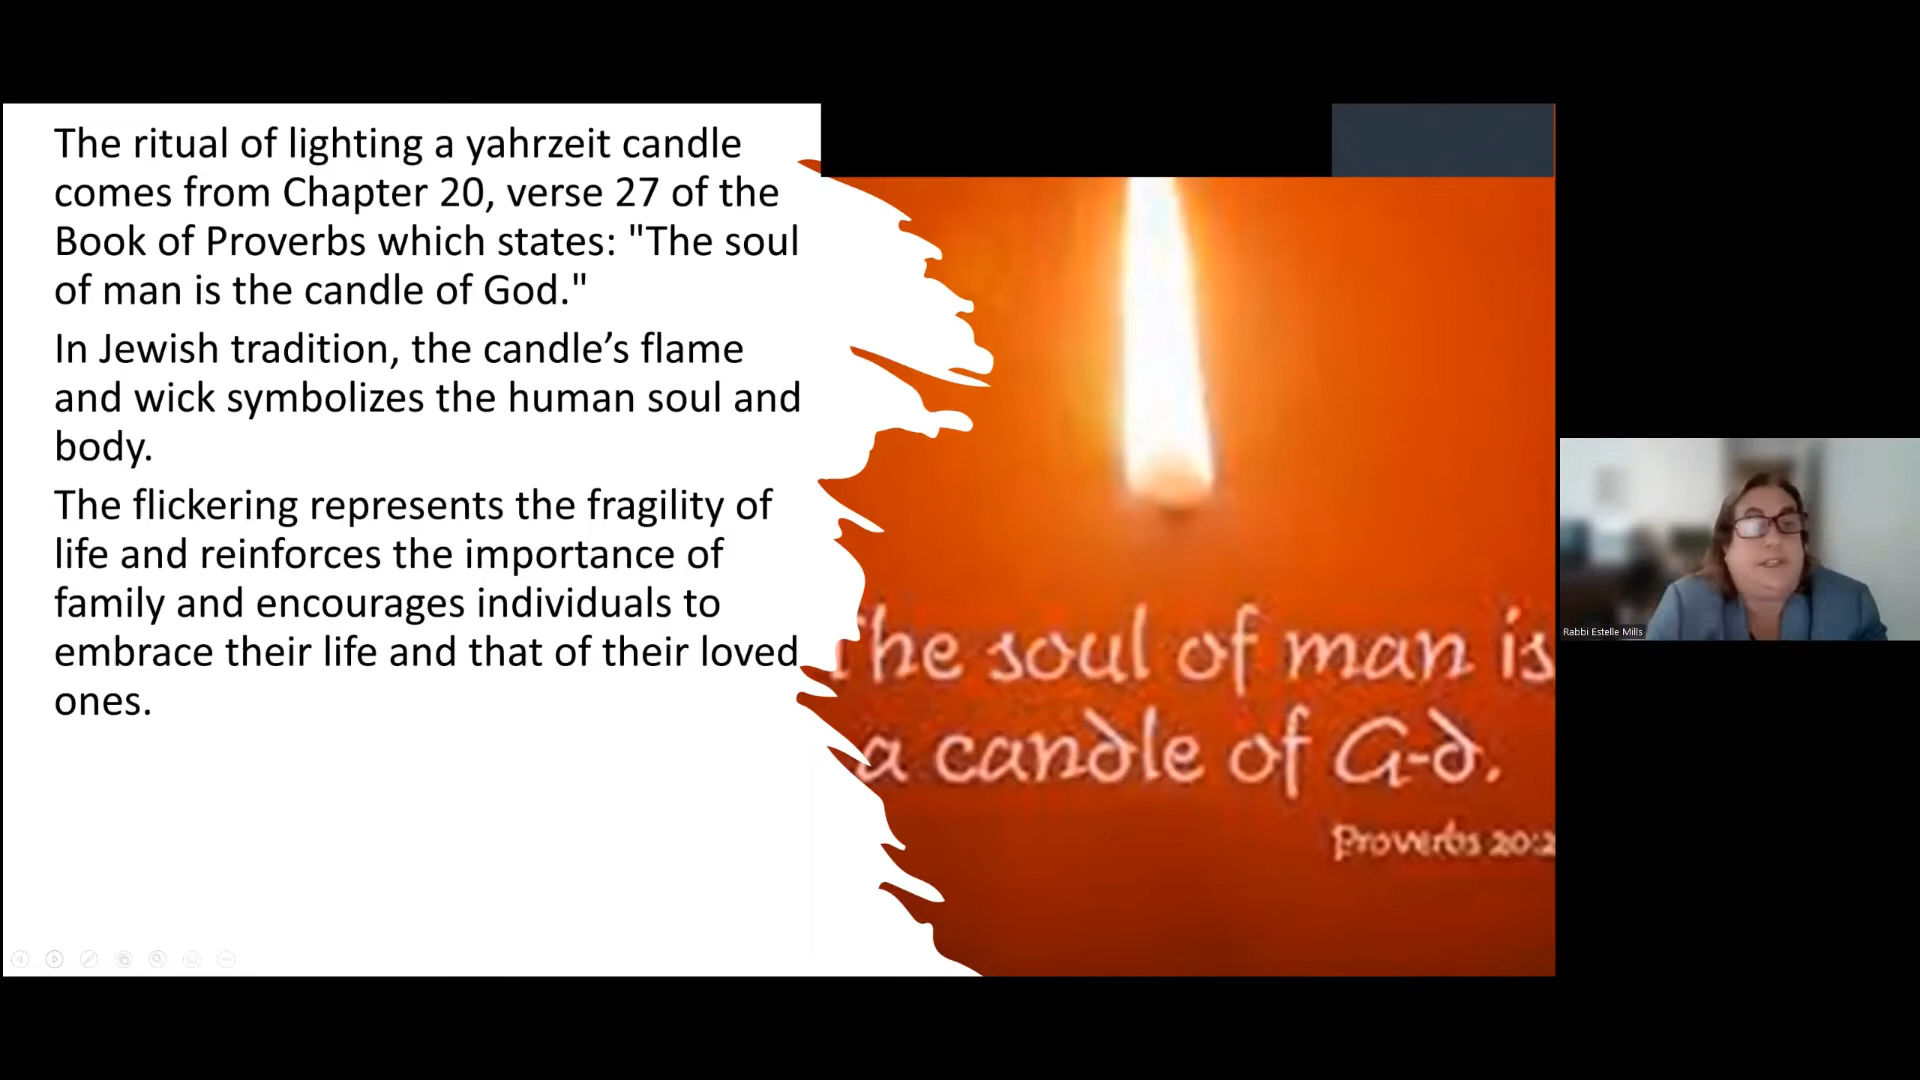 The ritual of lighting a yahrzeit candle
comes from Chapter 20, verse 27 of the
Book of Proverbs which states: "The soul
of man is the candle of God."
In Jewish tradition, the candle’s flame
and wick symbolizes the human soul and
body.
The flickering represents the fragility of
life and reinforces the importance of
family and encourages individuals to
embrace their life and that of their loved
ones.
The soul of man is
a candle of G-d.
Proverbs 20:2
Rabbi Estelle Mills